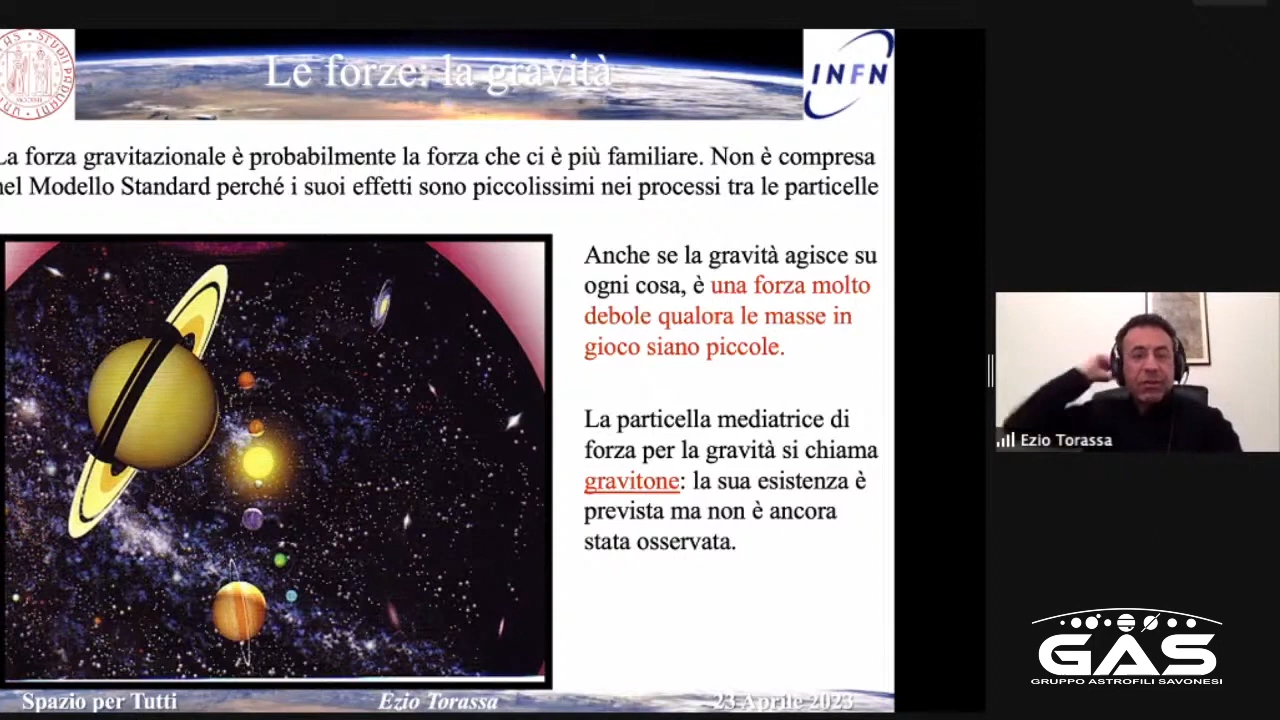 Le forze: la gravità
INFN
La forza gravitazionale è probabilmente la forza che ci è più familiare. Non è compresa
nel Modello Standard perché i suoi effetti sono piccolissimi nei processi tra le particelle
Anche se la gravità agisce su
ogni cosa, è una forza molto
debole qualora le masse in
gioco siano piccole.
La particella mediatrice di
forza per la gravità si chiama
gravitone: la sua esistenza è
prevista ma non è ancora
stata osservata.
Ezio Torassa
GAS
GRUPPO ASTROFILI SAVONESI
Spazio per Tutti
Ezio Torassa
23 Aprile 2023